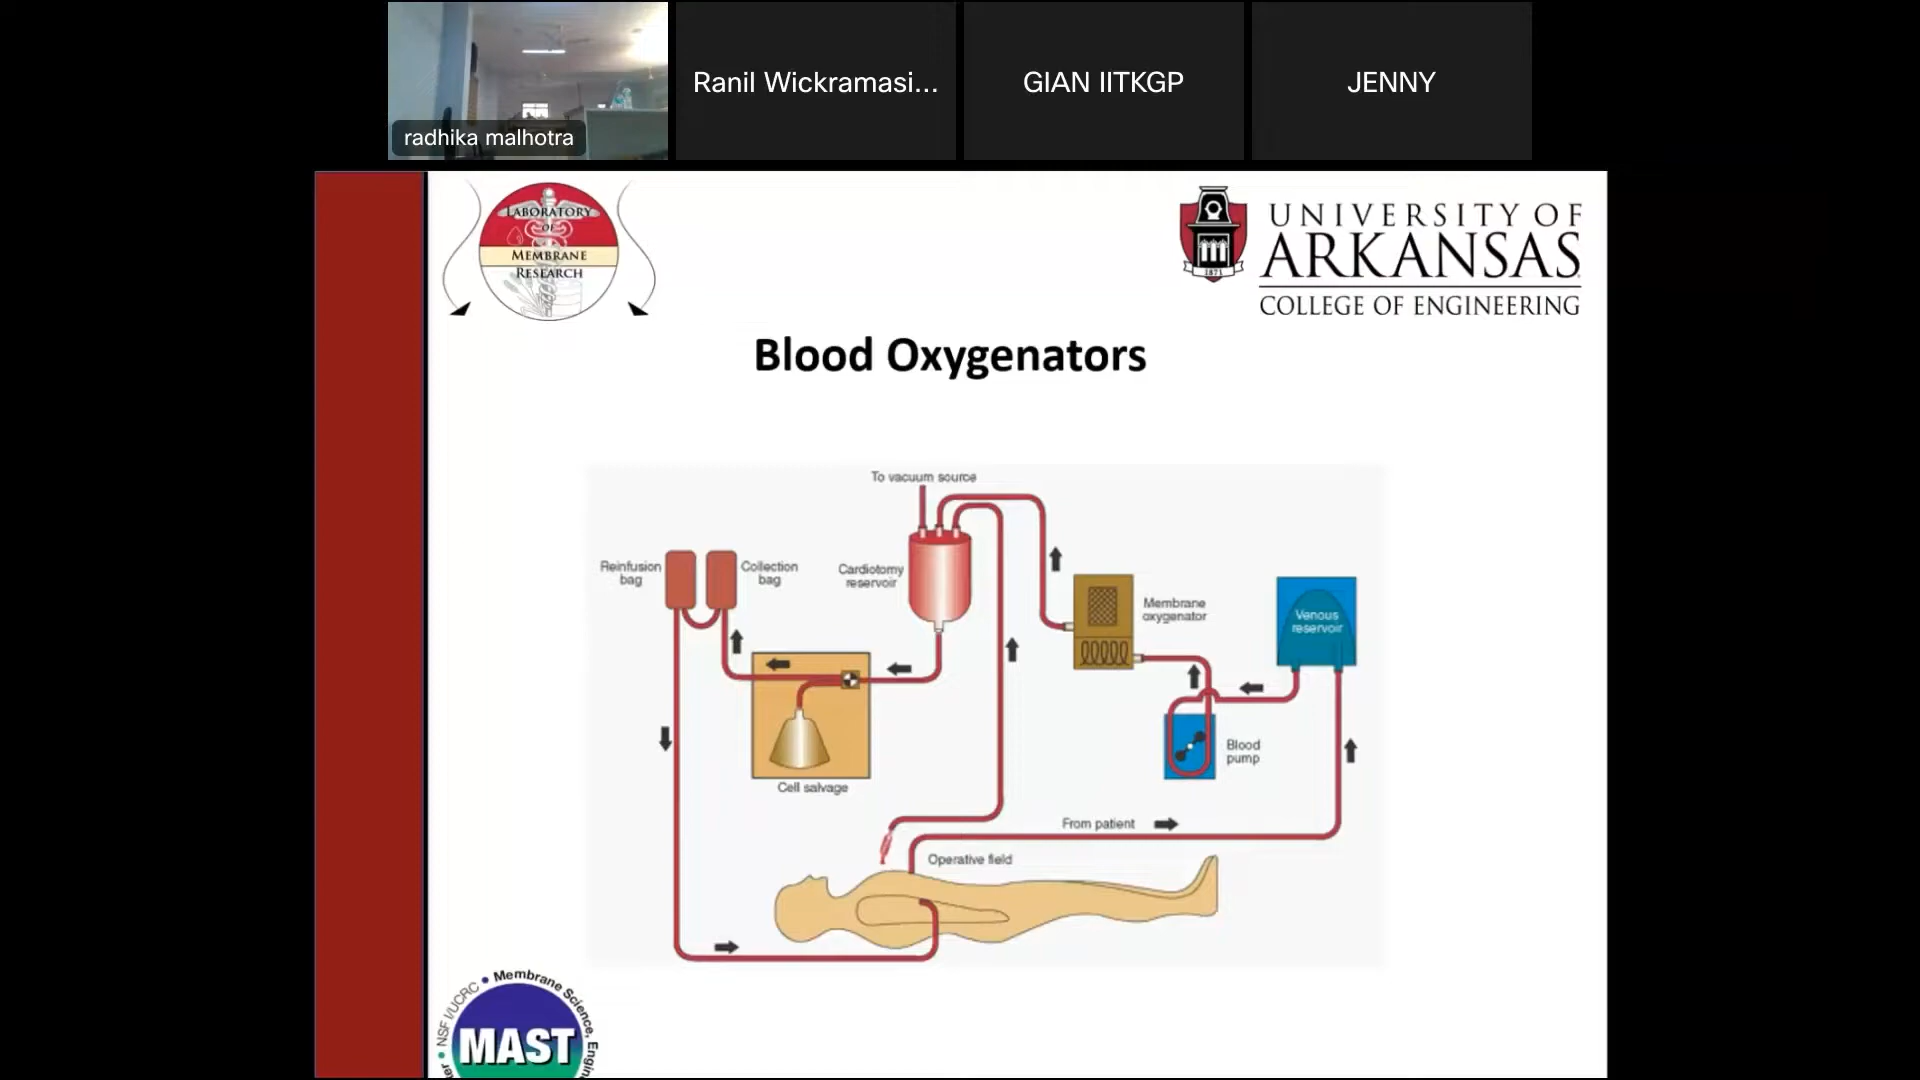 radhika malhotra
Ranil Wickramasi...
GIAN IITKGP
JENNY
LABORATORY
OF
MEMBRANE
RESEARCH
1871
UNIVERSITY OF
ARKANSAS
COLLEGE OF ENGINEERING
Blood Oxygenators
To vacuum source
Reinfusion
bag
Collection
bag
Cardiotomy
reservoir
Membrane
oxygenator
Venous
reservoir
Blood
pump
Cell salvage
From patient
Operative field
NSF I/UCRC • Membrane Science,
MAST